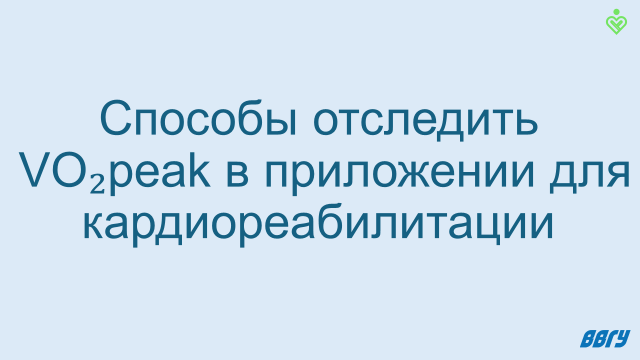 Способы отследить
VO₂peak в приложении для
кардиореабилитации
ВВГУ